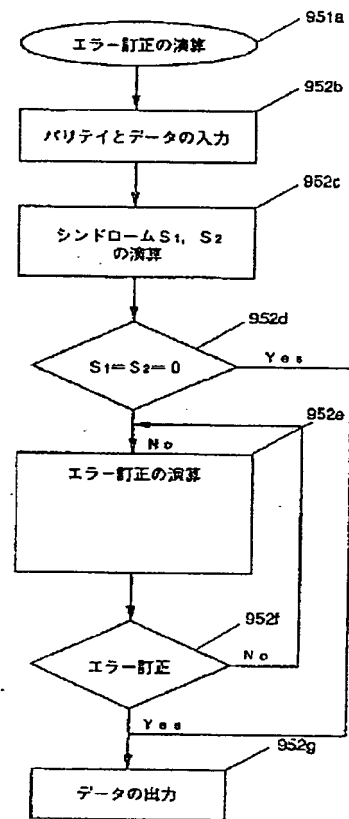 951a
エラー訂正の演算
952b
パリテイとデータの入力
952c
シンドロームS₁, S₂
の演算
952d
S₁=S₂=0
Yes
952e
No
エラー訂正の演算
952f
エラー訂正
No
Yes
952g
データの出力